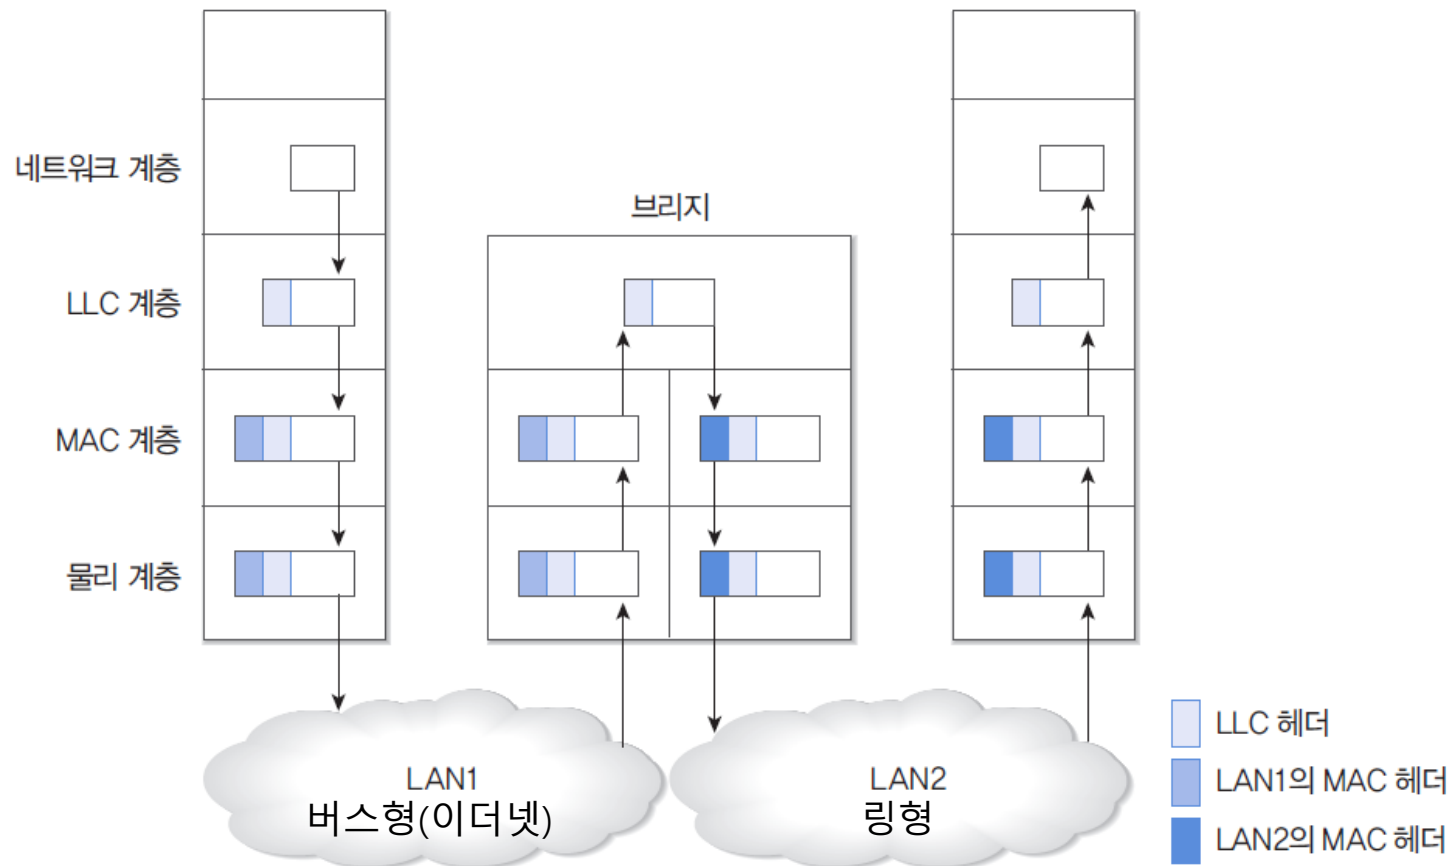 네트워크 계층
브리지
LLC 계층
MAC 계층
물리 계층
LAN1
버스형(이더넷)
LAN2
링형
LLC 헤더
LAN1의 MAC 헤더
LAN2의 MAC 헤더